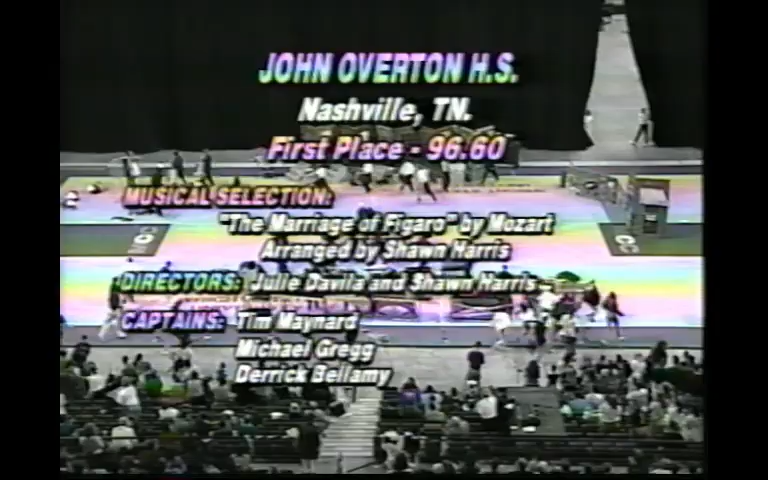 JOHN OVERTON H.S.
Nashville, TN.
First Place - 96.60
MUSICAL SELECTION:
"The Marriage of Figaro" by Mozart
Arranged by Shawn Harris
DIRECTORS: Julie Davila and Shawn Harris
CAPTAINS: Tim Maynard
Michael Gregg
Derrick Bellamy